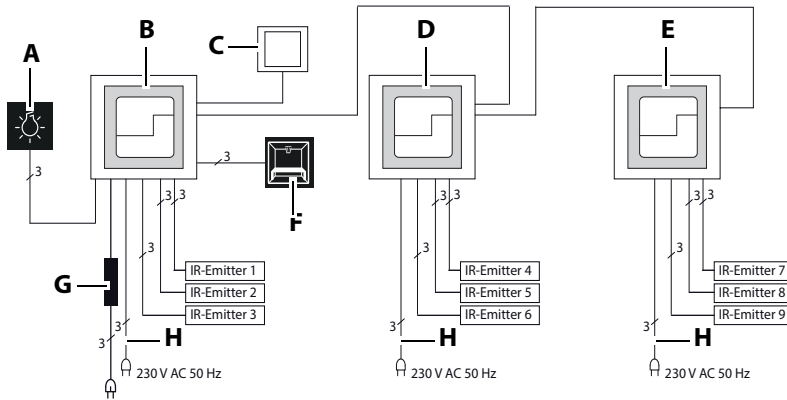 A
B
C
D
E
3
3
F
3
3
3
3
3
3
3
3
3
IR-Emitter 1
IR-Emitter 4
IR-Emitter 7
G
IR-Emitter 2
IR-Emitter 5
IR-Emitter 8
IR-Emitter 3
IR-Emitter 6
IR-Emitter 9
3
3
3
3
H
H
H
230 V AC 50 Hz
230 V AC 50 Hz
230 V AC 50 Hz